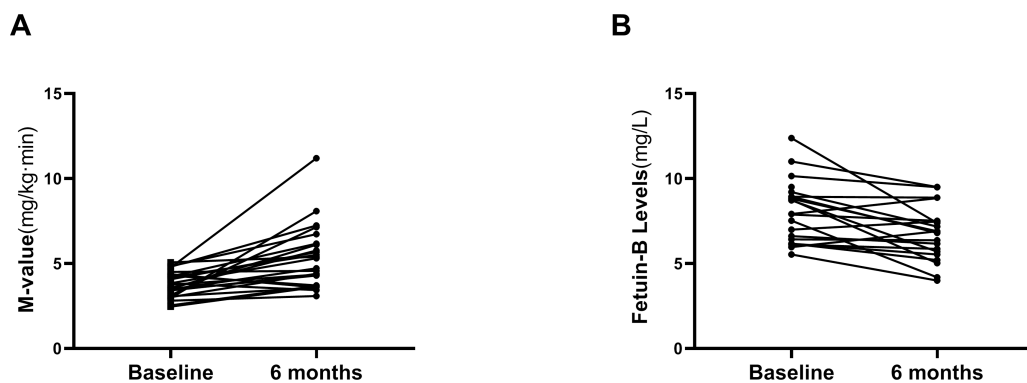 A
M-value(mg/kg·min)
15
10
5
0
Baseline
6 months
B
Fetuin-B Levels(mg/L)
15
10
5
0
Baseline
6 months